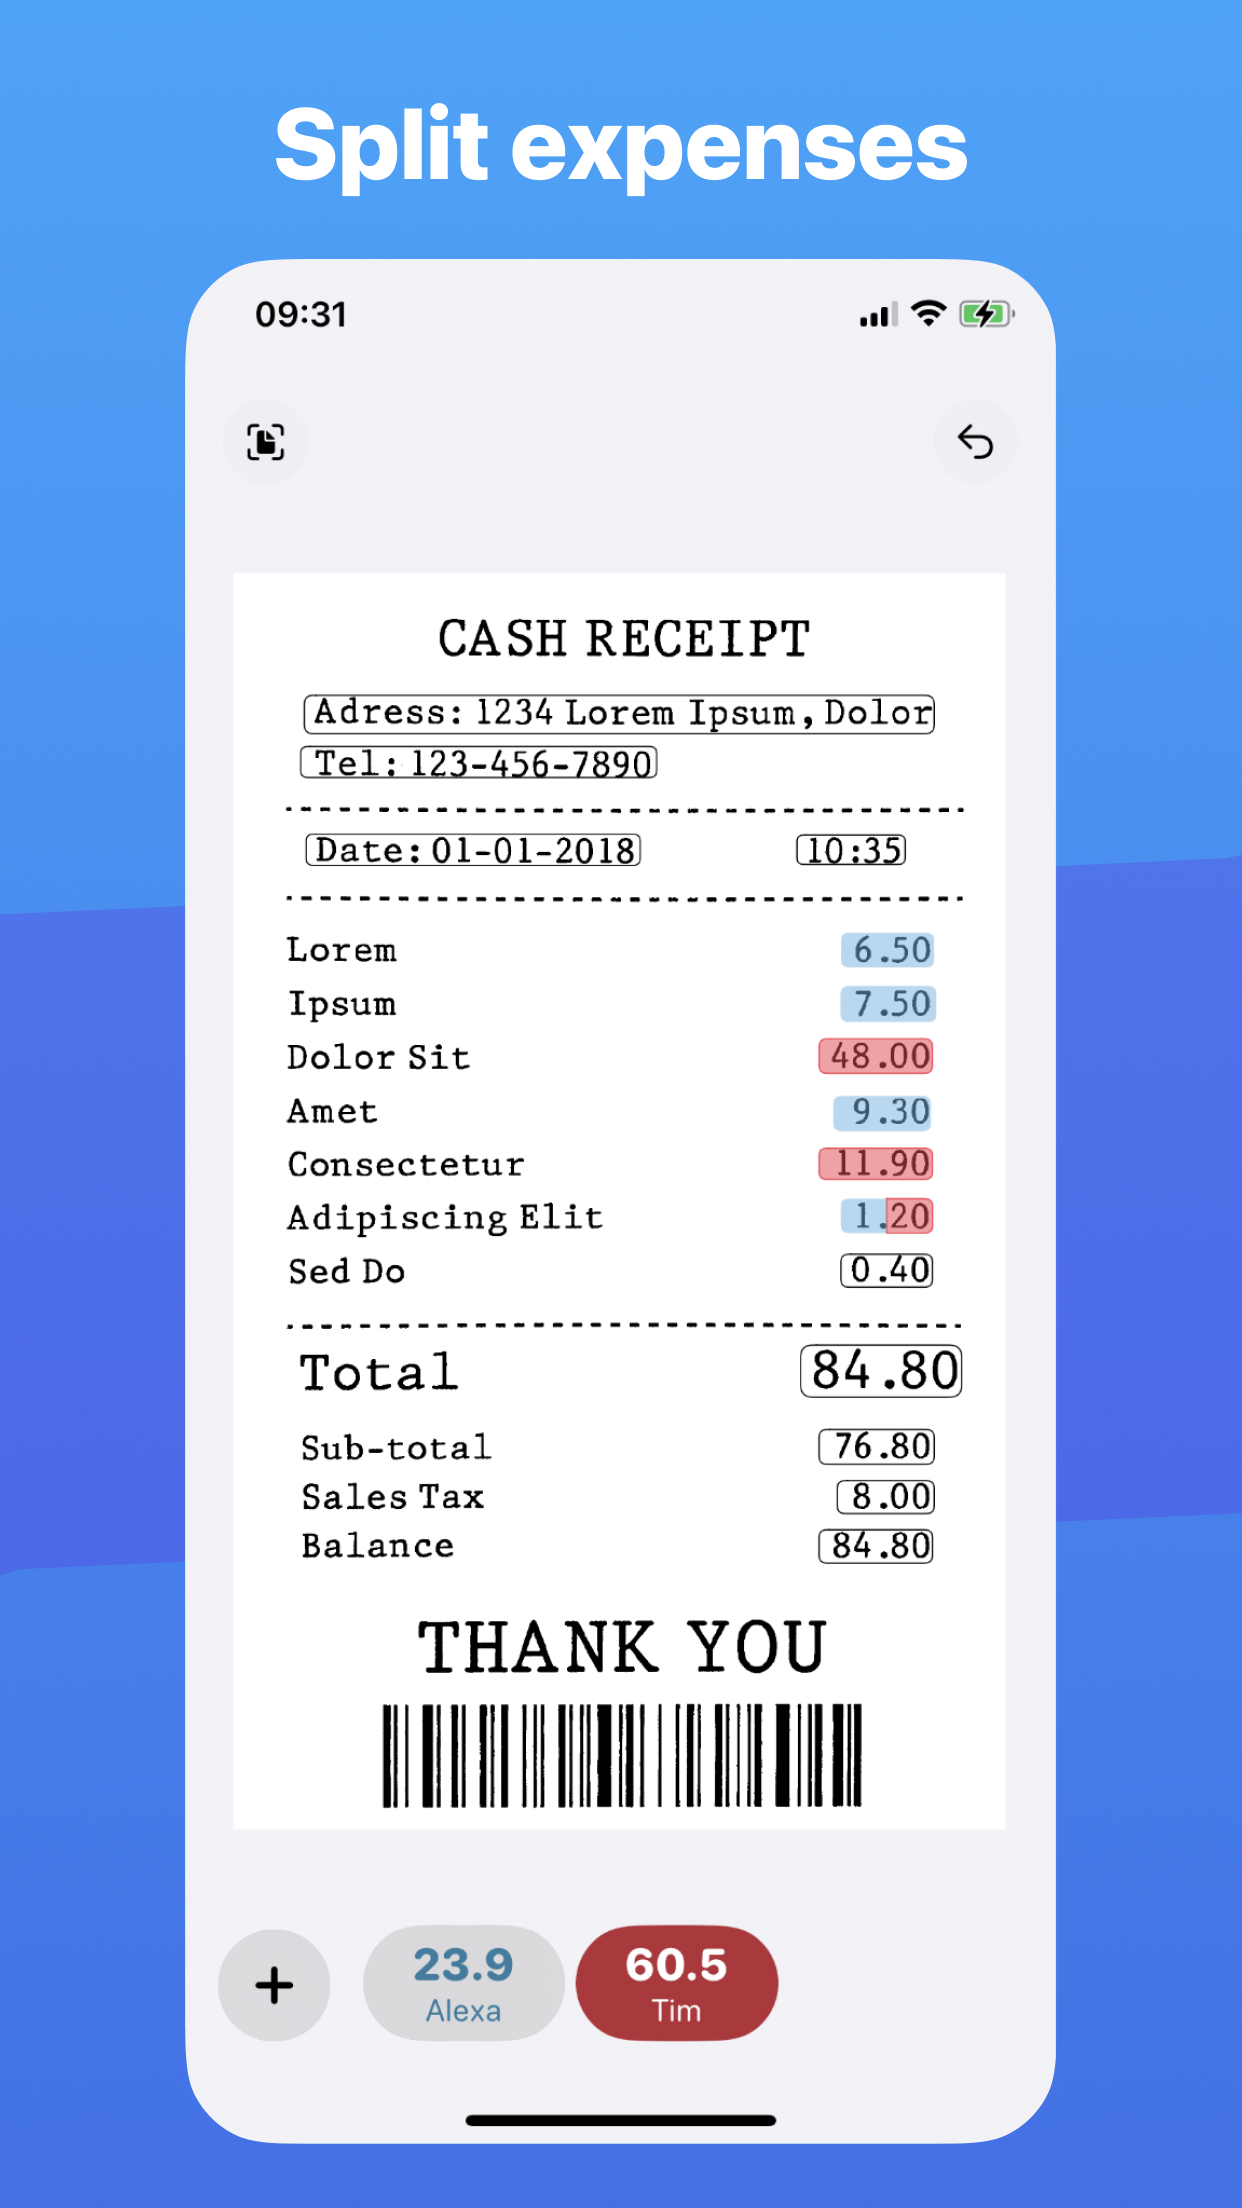 Split expenses
09:31
CASH RECEIPT
Adress: 1234 Lorem Ipsum, Dolor
Tel: 123-456-7890
Date: 01-01-2018 10:35
Lorem 6.50
Ipsum 7.50
Dolor Sit 48.00
Amet 9.30
Consectetur 11.90
Adipiscing Elit 1.20
Sed Do 0.40
Total 84.80
Sub-total 76.80
Sales Tax 8.00
Balance 84.80
THANK YOU
23.9 60.5
Alexa Tim